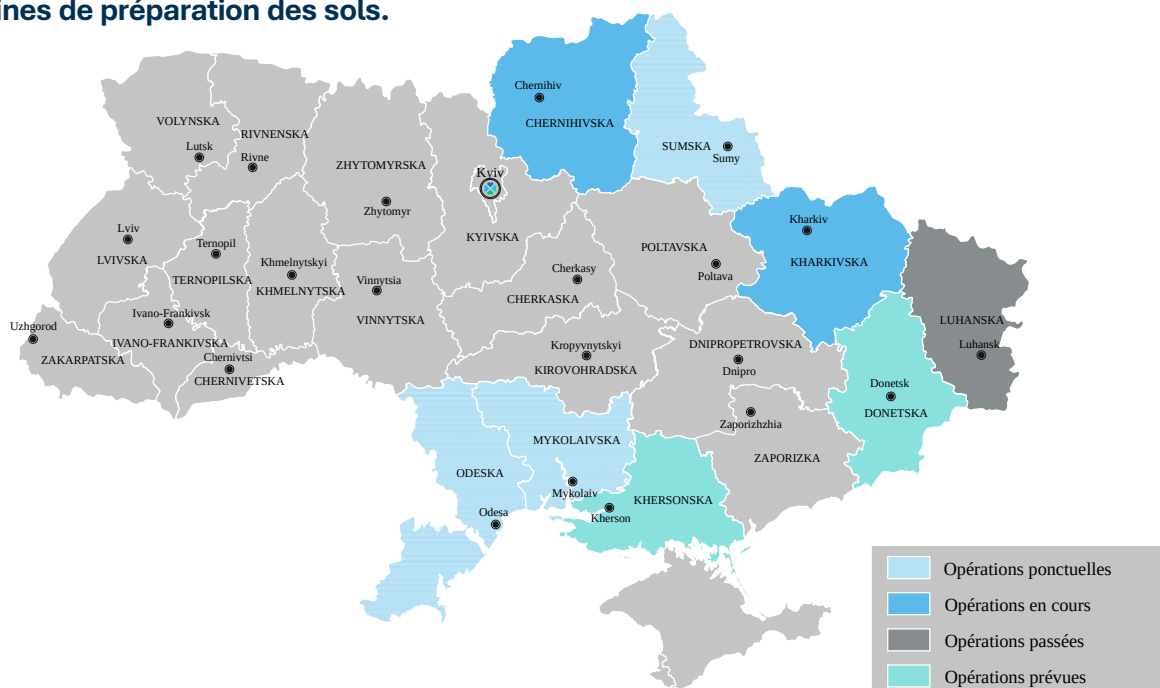 ines de préparation des sols.
Chernihiv
CHERNIHIVSKA
VOLYNSKA
RIVNENSKA
Lutsk
Rivne
ZHYTOMYRSKA
Zhytomyr
Kyiv
KYIVSKA
SUMSKA
Sumy
Lviv
LVIVSKA
Ternopil
TERNOPILSKA
Khmelnytskyi
KHMELNYTSKA
Vinnytsia
VINNYTSKA
Cherkasy
CHERKASKA
POLTAVSKA
Poltava
Kharkiv
KHARKIVSKA
Uzhgorod
ZAKARPATSKA
Ivano-Frankivsk
IVANO-FRANKIVSKA
Chernivtsi
CHERNIVETSKA
Kropyvnytskyi
KIROVOHRADSKA
DNIPROPETROVSKA
Dnipro
LUHANSKA
Luhansk
Donetsk
DONETSKA
Zaporizhzhia
ZAPORIZKA
MYKOLAIVSKA
Mykolaiv
ODESKA
Odesa
KHERSONSKA
Kherson
Opérations ponctuelles
Opérations en cours
Opérations passées
Opérations prévues